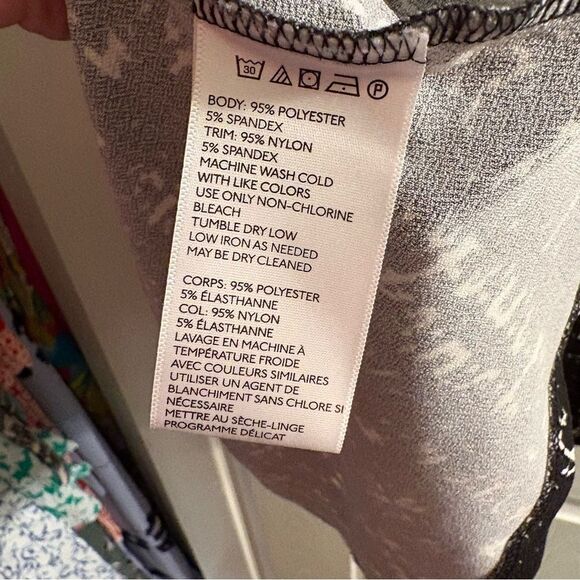 30 P
BODY: 95% POLYESTER
5% SPANDEX
TRIM: 95% NYLON
5% SPANDEX
MACHINE WASH COLD
WITH LIKE COLORS
USE ONLY NON-CHLORINE
BLEACH
TUMBLE DRY LOW
LOW IRON AS NEEDED
MAY BE DRY CLEANED
CORPS: 95% POLYESTER
5% ÉLASTHANNE
COL: 95% NYLON
5% ÉLASTHANNE
LAVAGE EN MACHINE À
TEMPÉRATURE FROIDE
AVEC COULEURS SIMILAIRES
UTILISER UN AGENT DE
BLANCHIMENT SANS CHLORE SI
NÉCESSAIRE
METTRE AU SÈCHE-LINGE
PROGRAMME DÉLICAT